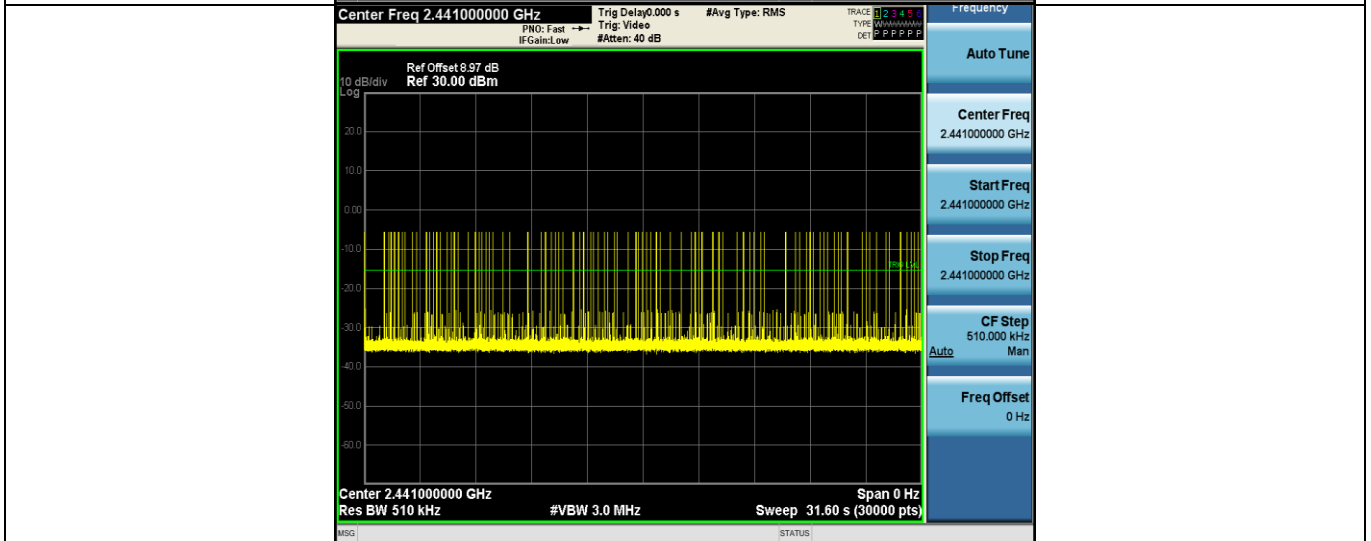 Center Freq 2.441000000 GHz
PNO: Fast
IFGain:Low
Trig Delay0.000 s
Trig: Video
#Atten: 40 dB
#Avg Type: RMS
TRACE 1 2 3 4 5 6
TYPE W
DET P P P P P P
Ref Offset 8.97 dB
10 dB/div Ref 30.00 dBm
Log
20.0
10.0
0.00
-10.0
TRIG LVL
-20.0
-30.0
-40.0
-50.0
-60.0
Center 2.441000000 GHz Span 0 Hz
Res BW 510 kHz #VBW 3.0 MHz Sweep 31.60 s (30000 pts)
MSG STATUS
Frequency
Auto Tune
Center Freq
2.441000000 GHz
Start Freq
2.441000000 GHz
Stop Freq
2.441000000 GHz
CF Step
510.000 kHz
Auto Man
Freq Offset
0 Hz